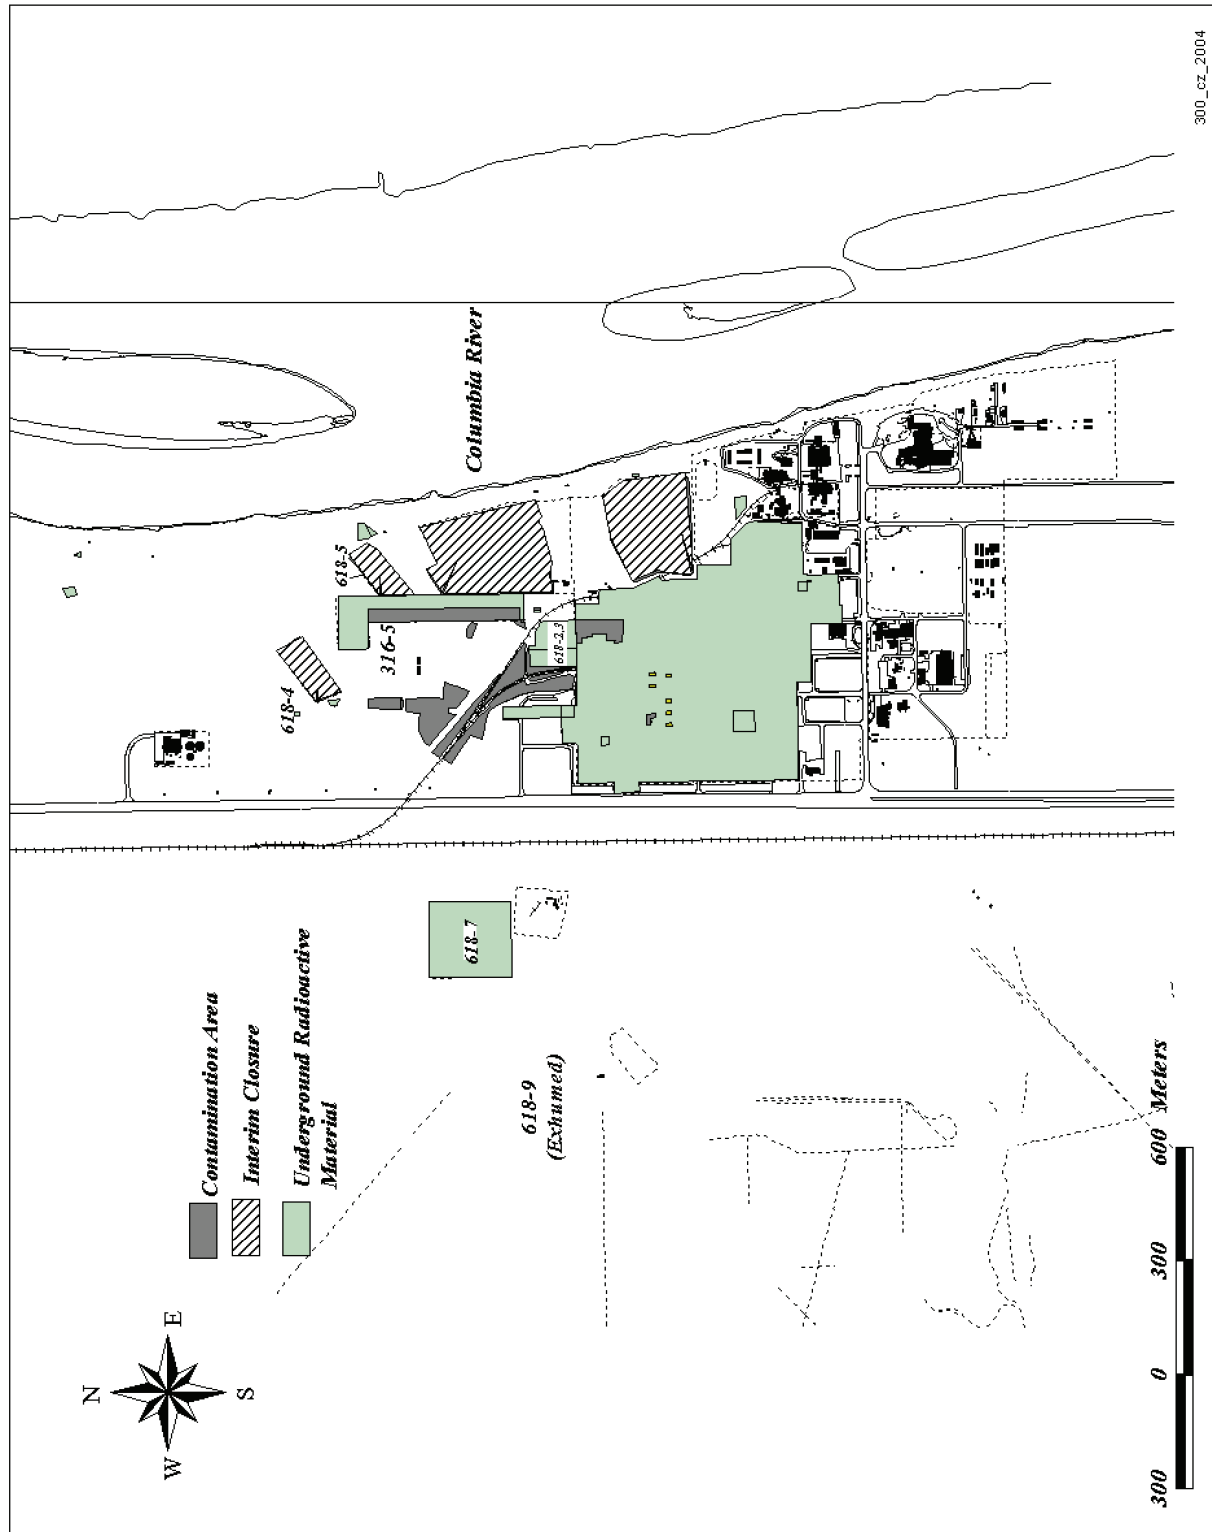 N
W
E
S
Contamination Area
Interim Closure
Underground Radioactive
Material
618-4
618-5
316-5
618-2,3
618-7
618-9
(Exhumed)
Columbia River
300
0
300
600 Meters
300_cz_2004